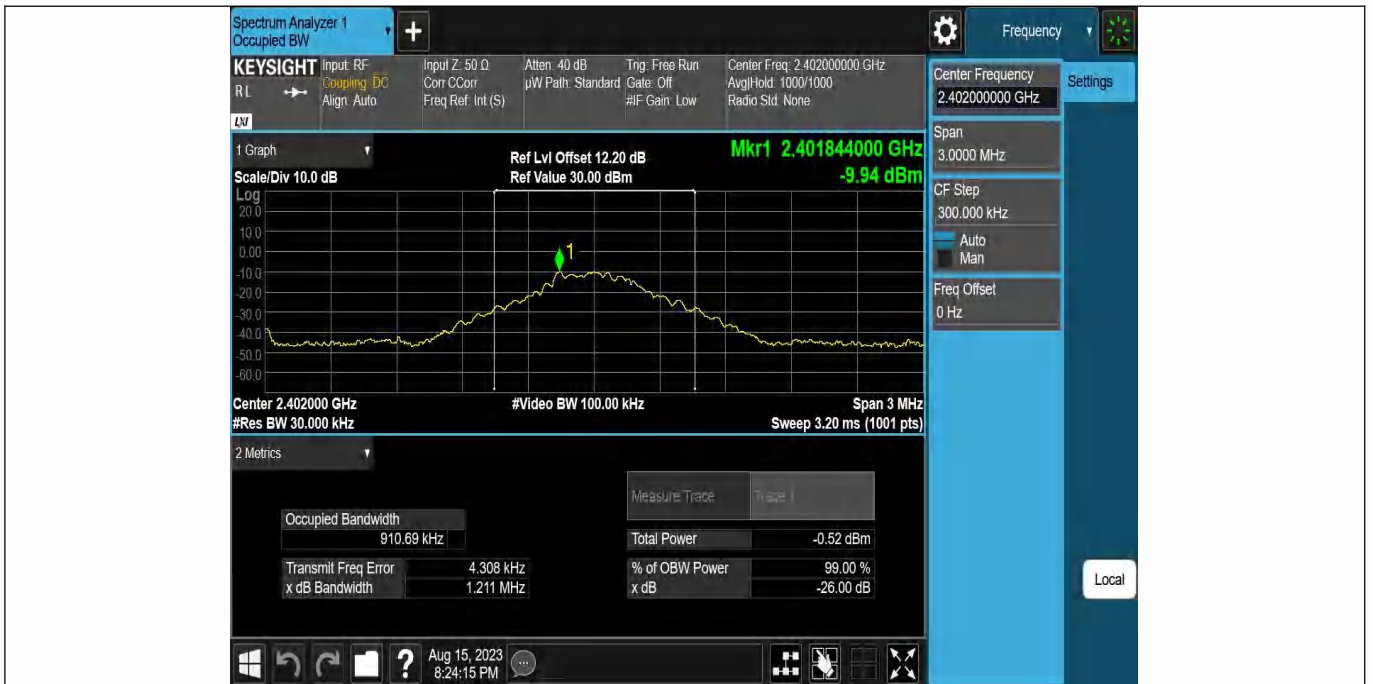 Spectrum Analyzer 1
Occupied BW
+
Frequency
KEYSIGHT
RL
LXI
Input: RF
Coupling: DC
Align: Auto
Input Z: 50 Ω
Corr CCorr
Freq Ref: Int (S)
Atten: 40 dB
µW Path: Standard
Trig: Free Run
Gate: Off
#IF Gain: Low
Center Freq: 2.402000000 GHz
Avg|Hold: 1000/1000
Radio Std: None
Center Frequency
2.402000000 GHz
Settings
Span
3.0000 MHz
CF Step
300.000 kHz
Auto
Man
Freq Offset
0 Hz
Local
1 Graph
Scale/Div 10.0 dB
Ref Lvl Offset 12.20 dB
Ref Value 30.00 dBm
Mkr1 2.401844000 GHz
-9.94 dBm
Log
20.0
10.0
0.00
-10.0
-20.0
-30.0
-40.0
-50.0
-60.0
1
Center 2.402000 GHz
#Res BW 30.000 kHz
#Video BW 100.00 kHz
Span 3 MHz
Sweep 3.20 ms (1001 pts)
2 Metrics
Measure Trace
Trace 1
Occupied Bandwidth
910.69 kHz
Total Power
-0.52 dBm
Transmit Freq Error
4.308 kHz
% of OBW Power
99.00 %
x dB Bandwidth
1.211 MHz
x dB
-26.00 dB
?
Aug 15, 2023
8:24:15 PM